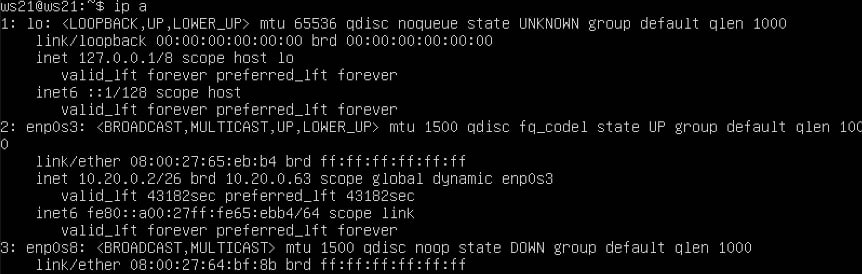 ws21@ws21:~$ ip a
1: lo: <LOOPBACK,UP,LOWER_UP> mtu 65536 qdisc noqueue state UNKNOWN group default qlen 1000
    link/loopback 00:00:00:00:00:00 brd 00:00:00:00:00:00
    inet 127.0.0.1/8 scope host lo
       valid_lft forever preferred_lft forever
    inet6 ::1/128 scope host
       valid_lft forever preferred_lft forever
2: enp0s3: <BROADCAST,MULTICAST,UP,LOWER_UP> mtu 1500 qdisc fq_codel state UP group default qlen 100
0
    link/ether 08:00:27:65:eb:b4 brd ff:ff:ff:ff:ff:ff
    inet 10.20.0.2/26 brd 10.20.0.63 scope global dynamic enp0s3
       valid_lft 43182sec preferred_lft 43182sec
    inet6 fe80::a00:27ff:fe65:ebb4/64 scope link
       valid_lft forever preferred_lft forever
3: enp0s8: <BROADCAST,MULTICAST> mtu 1500 qdisc noop state DOWN group default qlen 1000
    link/ether 08:00:27:64:bf:8b brd ff:ff:ff:ff:ff:ff